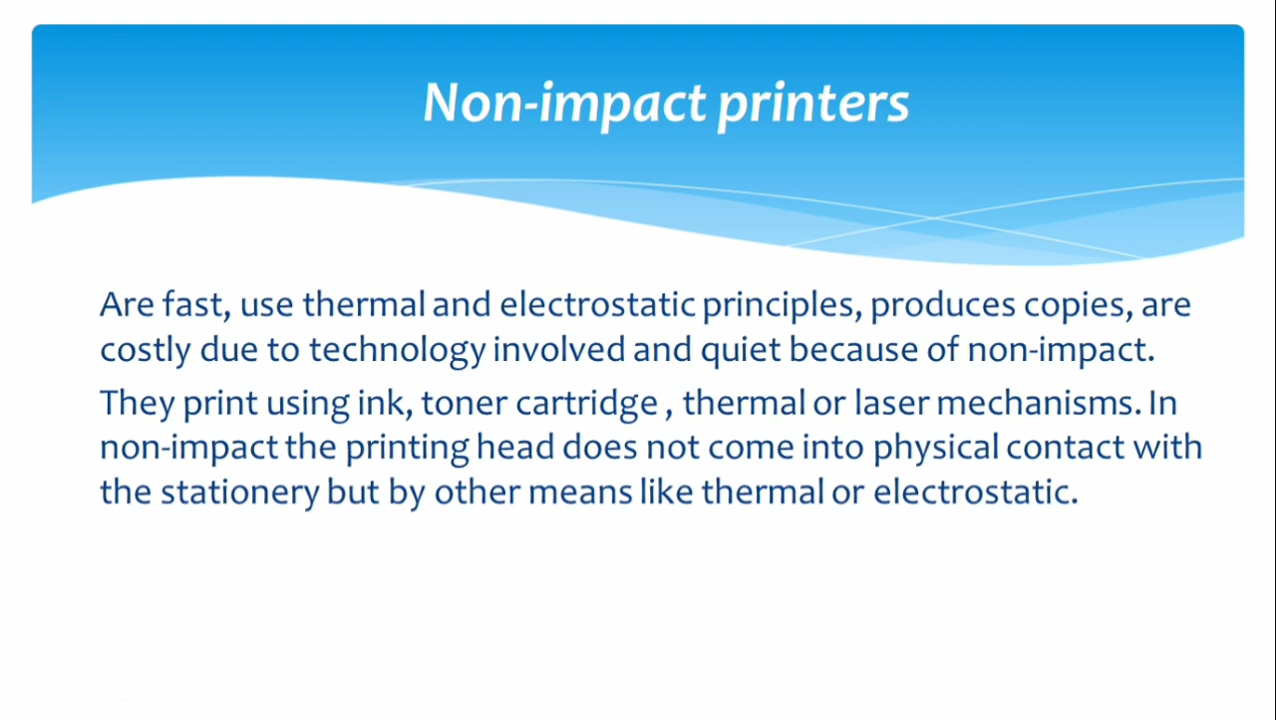 Non-impact printers
Are fast, use thermal and electrostatic principles, produces copies, are
costly due to technology involved and quiet because of non-impact.
They print using ink, toner cartridge , thermal or laser mechanisms. In
non-impact the printing head does not come into physical contact with
the stationery but by other means like thermal or electrostatic.